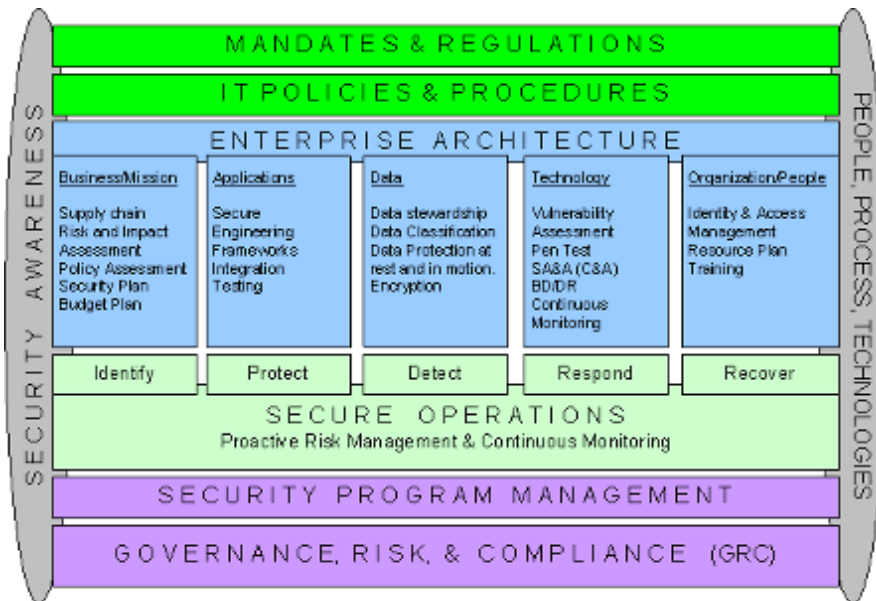 MANDATES & REGULATIONS
IT POLICIES & PROCEDURES
ENTERPRISE ARCHITECTURE
Business/Mission
Supply chain
Risk and Impact
Assessment
Policy Assessment
Security Plan
Budget Plan
Applications
Secure
Engineering
Frameworks
Integration
Testing
Data
Data stewardship
Data Classification
Data Protection at
rest and in motion.
Encryption
Technology
Vulnerability
Assessment
Pen Test
SA&A (C&A)
BD/DR
Continuous
Monitoring
Organization/People
Identity & Access
Management
Resource Plan
Training
Identify
Protect
Detect
Respond
Recover
SECURE OPERATIONS
Proactive Risk Management & Continuous Monitoring
SECURITY PROGRAM MANAGEMENT
GOVERNANCE, RISK, & COMPLIANCE (GRC)
SECURITY AWARENESS
PEOPLE, PROCESS, TECHNOLOGIES